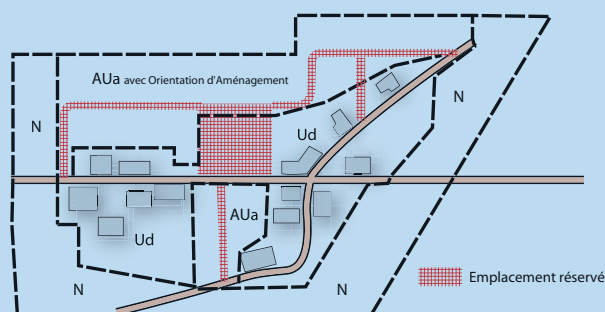 AUa avec Orientation d'Aménagement
N
N
Ud
AUa
Ud
N
N
Emplacement réservé